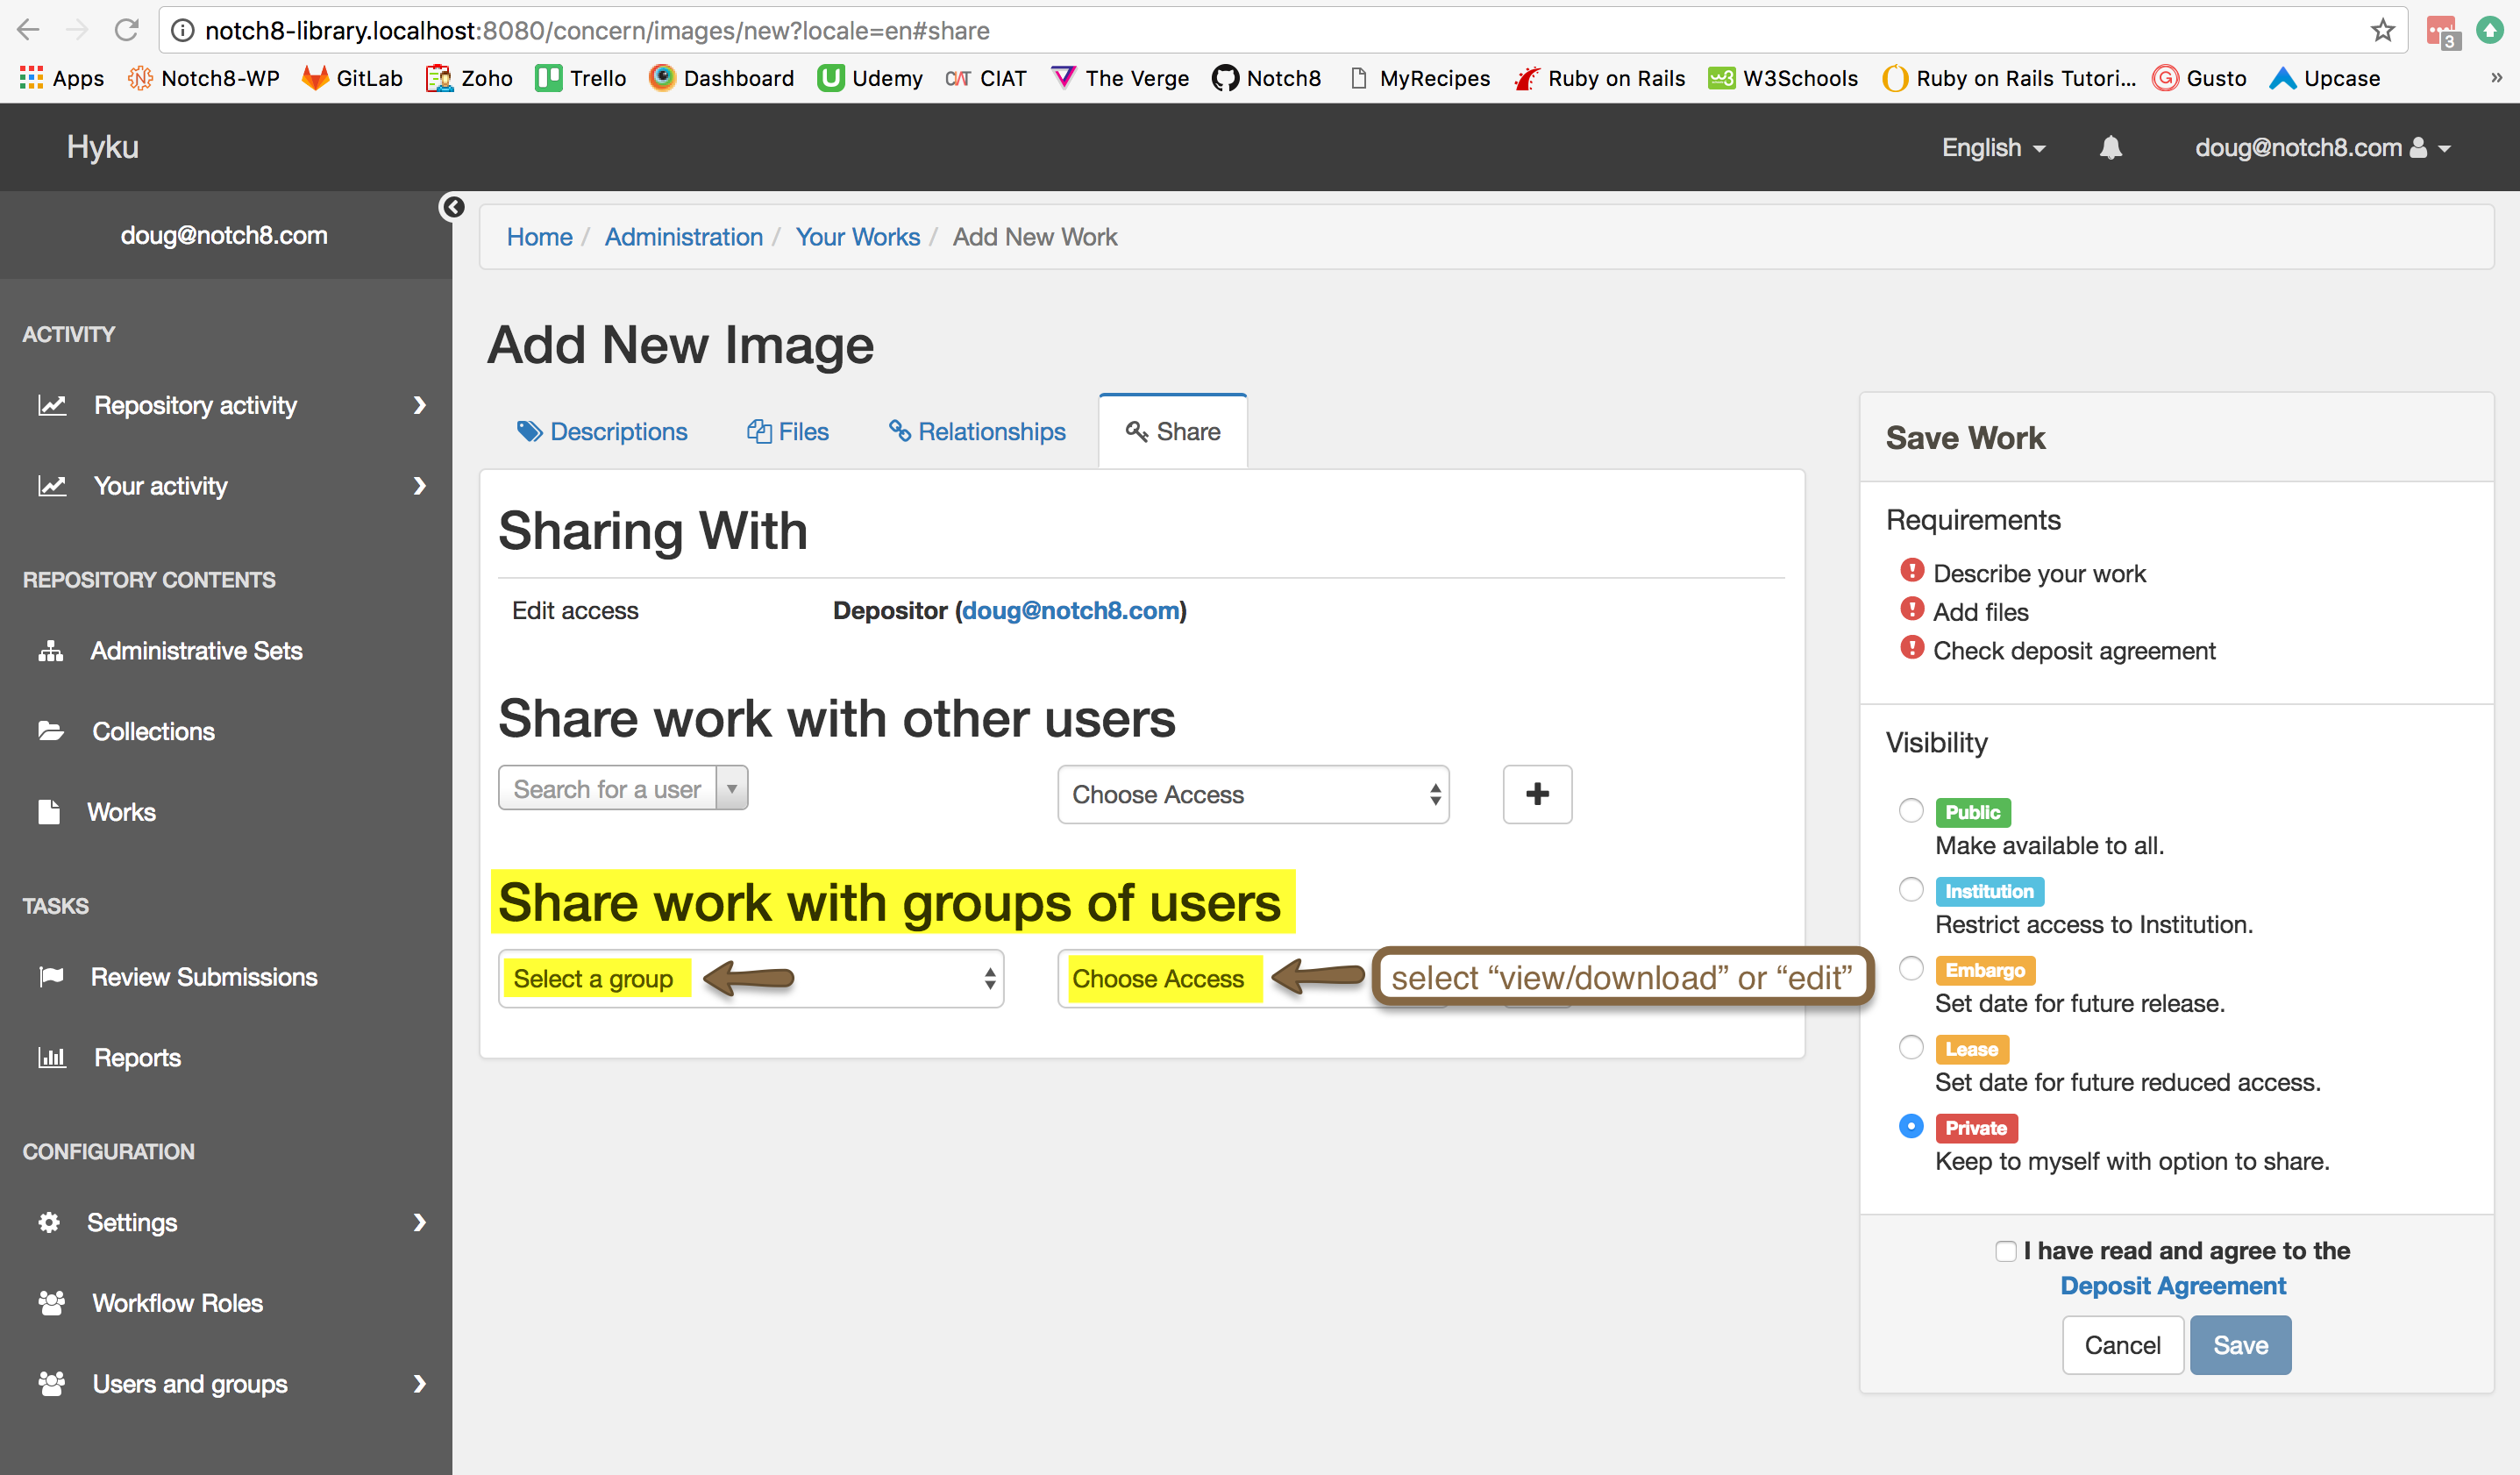 notch8-library.localhost:8080/concern/images/new?locale=en#share
3
Apps Notch8-WP GitLab Zoho Trello Dashboard Udemy CIAT The Verge Notch8 MyRecipes Ruby on Rails W3Schools Ruby on Rails Tutori... Gusto Upcase »
Hyku English doug@notch8.com
doug@notch8.com
ACTIVITY
Repository activity
Your activity
REPOSITORY CONTENTS
Administrative Sets
Collections
Works
TASKS
Review Submissions
Reports
CONFIGURATION
Settings
Workflow Roles
Users and groups
Home / Administration / Your Works / Add New Work
Add New Image
Descriptions Files Relationships Share
Sharing With
Edit access Depositor (doug@notch8.com)
Share work with other users
Search for a user Choose Access
Share work with groups of users
Select a group Choose Access select “view/download” or “edit”
Save Work
Requirements
Describe your work
Add files
Check deposit agreement
Visibility
Public
Make available to all.
Institution
Restrict access to Institution.
Embargo
Set date for future release.
Lease
Set date for future reduced access.
Private
Keep to myself with option to share.
I have read and agree to the
Deposit Agreement
Cancel Save